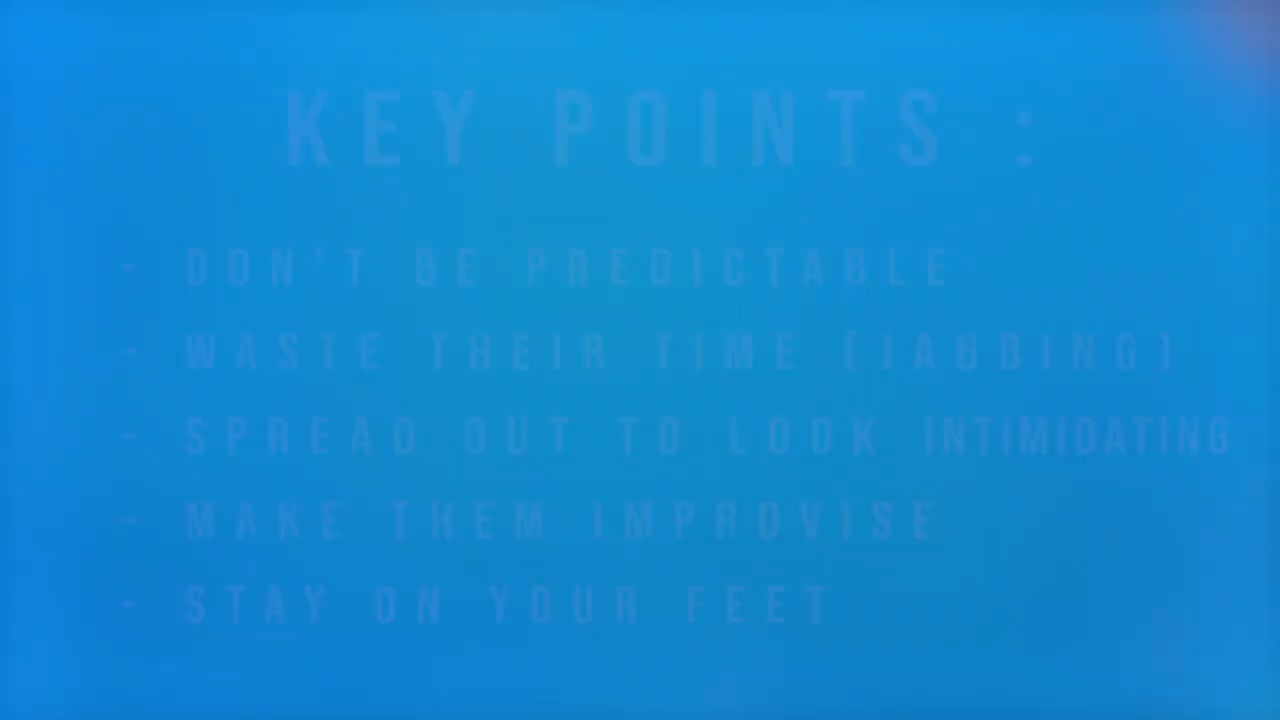 KEY POINTS :
- DON'T BE PREDICTABLE
- WASTE THEIR TIME (JABBING)
- SPREAD OUT TO LOOK INTIMIDATING
- MAKE THEM IMPROVISE
- STAY ON YOUR FEET